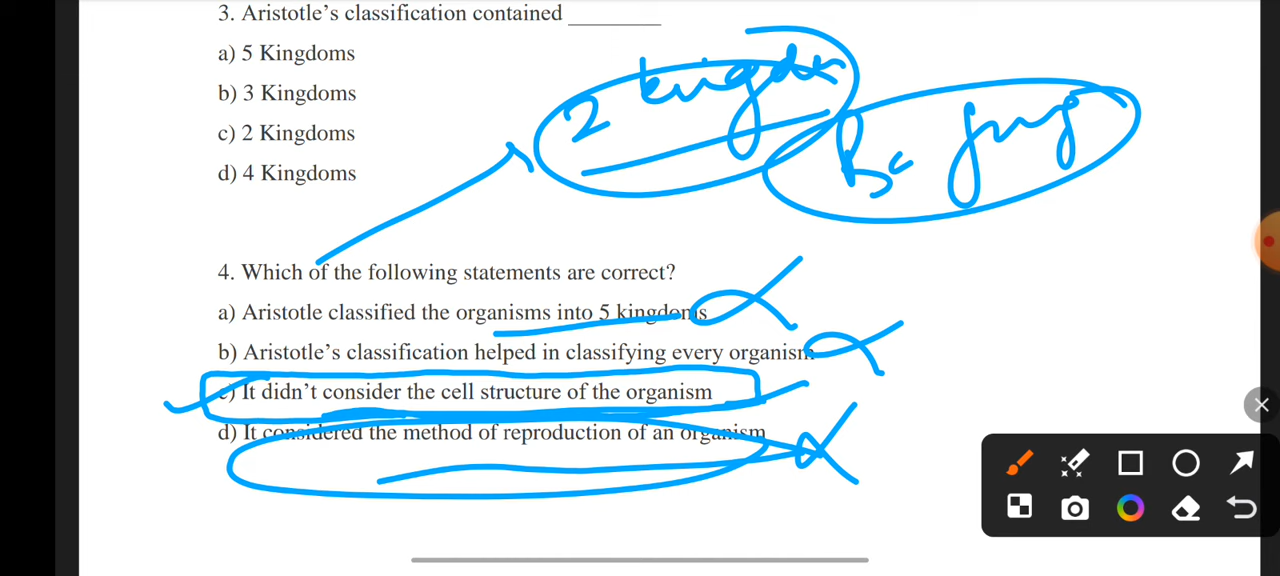 3. Aristotle’s classification contained ________
a) 5 Kingdoms
b) 3 Kingdoms
c) 2 Kingdoms
d) 4 Kingdoms
2
4. Which of the following statements are correct?
a) Aristotle classified the organisms into 5 kingdoms
b) Aristotle’s classification helped in classifying every organism
c) It didn’t consider the cell structure of the organism
d) It considered the method of reproduction of an organism